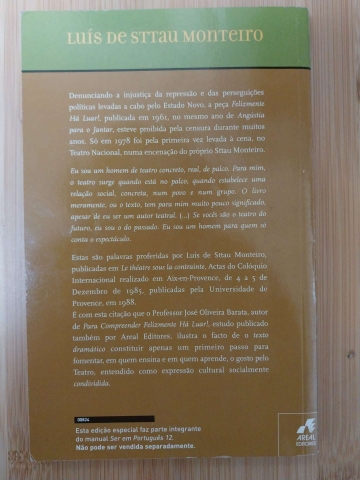 Luís de Sttau Monteiro
Denunciando a injustiça da repressão e das perseguições
políticas levadas a cabo pelo Estado Novo, a peça Felizmente
Há Luar!, publicada em 1961, no mesmo ano de Angústia
para o Jantar, esteve proibida pela censura durante muitos
anos. Só em 1978 foi pela primeira vez levada à cena, no
Teatro Nacional, numa encenação do próprio Sttau Monteiro.
Eu sou um homem de teatro concreto, real, de palco. Para mim,
o teatro surge quando está no palco, quando estabelece uma
relação social, concreta, num povo e num grupo. O livro
meramente, ou o texto, tem para mim muito pouco significado,
apesar de eu ser um autor teatral. (...) Se vocês são o teatro do
futuro, eu sou o do passado. Eu sou um homem para quem só
conta o espectáculo.
Estas são palavras proferidas por Luís de Sttau Monteiro,
publicadas em Le théâtre sous la contrainte, Actas do Colóquio
Internacional realizado em Aix-en-Provence, de 4 a 5 de
Dezembro de 1985, publicadas pela Universidade de
Provence, em 1988.
É com esta citação que o Professor José Oliveira Barata, autor
de Para Compreender Felizmente Há Luar!, estudo publicado
também por Areal Editores, ilustra o facto de o texto
dramático constituir apenas um primeiro passo para
fomentar, em quem ensina e em quem aprende, o gosto pelo
Teatro, entendido como expressão cultural socialmente
condividida.
Esta edição especial faz parte integrante
do manual Ser em Português 12.
Não pode ser vendida separadamente.
AREAL
EDITORES